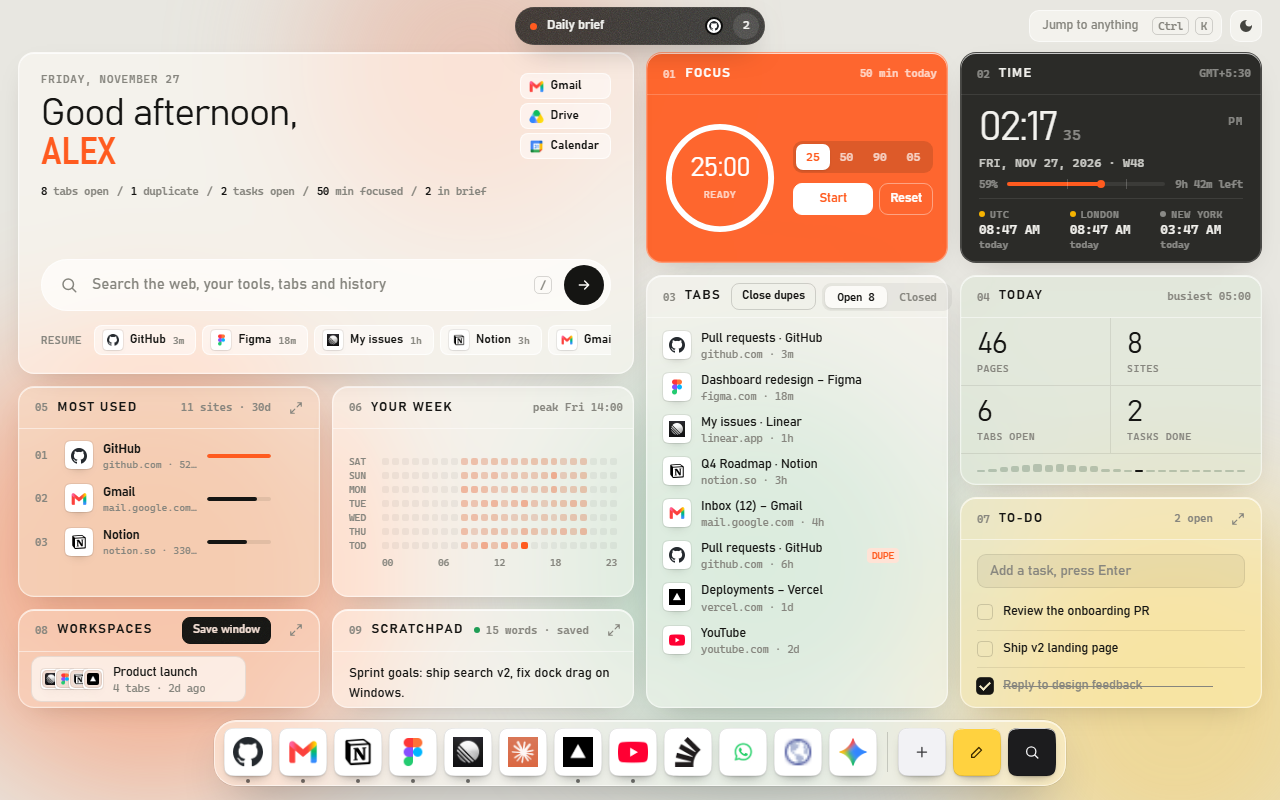 Daily brief
2
Jump to anything
Ctrl K
FRIDAY, NOVEMBER 27
Good afternoon,
ALEX
8 tabs open / 1 duplicate / 2 tasks open / 50 min focused / 2 in brief
Gmail
Drive
Calendar
Search the web, your tools, tabs and history
/
RESUME
GitHub 3m
Figma 18m
My issues 1h
Notion 3h
Gmai
01 FOCUS
50 min today
25:00
READY
25 50 90 05
Start
Reset
02 TIME
GMT+5:30
02:17 35
PM
FRI, NOV 27, 2026 · W48
59%
9h 42m left
UTC
08:47 AM
today
LONDON
08:47 AM
today
NEW YORK
03:47 AM
today
03 TABS
Close dupes
Open 8
Closed
Pull requests · GitHub
github.com · 3m
Dashboard redesign – Figma
figma.com · 18m
My issues · Linear
linear.app · 1h
Q4 Roadmap · Notion
notion.so · 3h
Inbox (12) – Gmail
mail.google.com · 4h
Pull requests · GitHub
github.com · 6h
DUPE
Deployments – Vercel
vercel.com · 1d
YouTube
youtube.com · 2d
04 TODAY
busiest 05:00
46
PAGES
8
SITES
6
TABS OPEN
2
TASKS DONE
05 MOST USED
11 sites · 30d
01
GitHub
github.com · 52…
02
Gmail
mail.google.com…
03
Notion
notion.so · 330…
06 YOUR WEEK
peak Fri 14:00
SAT
SUN
MON
TUE
WED
THU
TOD
00 06 12 18 23
07 TO-DO
2 open
Add a task, press Enter
Review the onboarding PR
Ship v2 landing page
Reply to design feedback
08 WORKSPACES
Save window
Product launch
4 tabs · 2d ago
09 SCRATCHPAD
15 words · saved
Sprint goals: ship search v2, fix dock drag on
Windows.